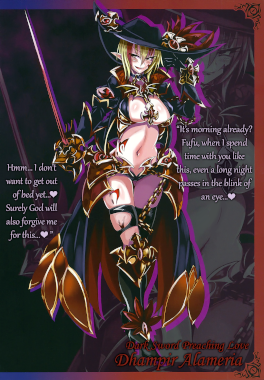 "It's morning already?
Fufu, when I spend
time with you like
this, even a long night
passes in the blink of
an eye...♥
Hmm... I don't
want to get out
of bed yet...♥
Surely God will
also forgive me
for this...♥"
Dark Sword Preaching Love
Dhampir Alameria